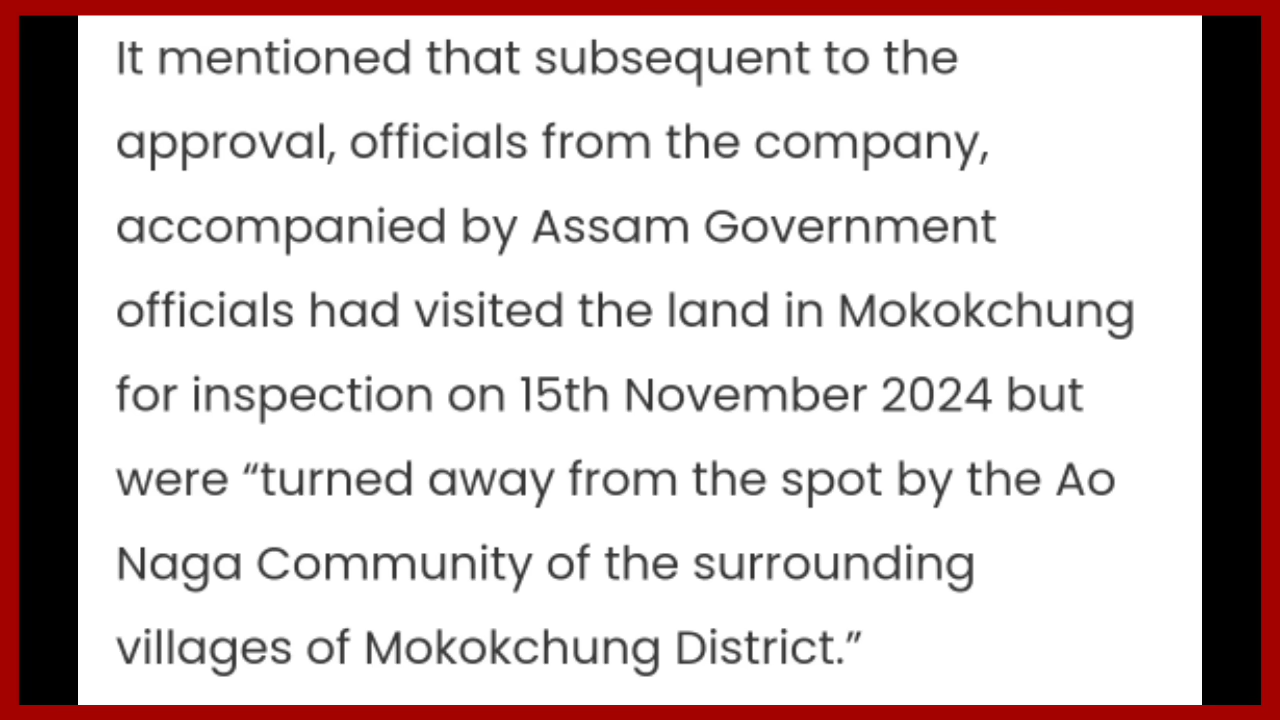 It mentioned that subsequent to the
approval, officials from the company,
accompanied by Assam Government
officials had visited the land in Mokokchung
for inspection on 15th November 2024 but
were “turned away from the spot by the Ao
Naga Community of the surrounding
villages of Mokokchung District.”